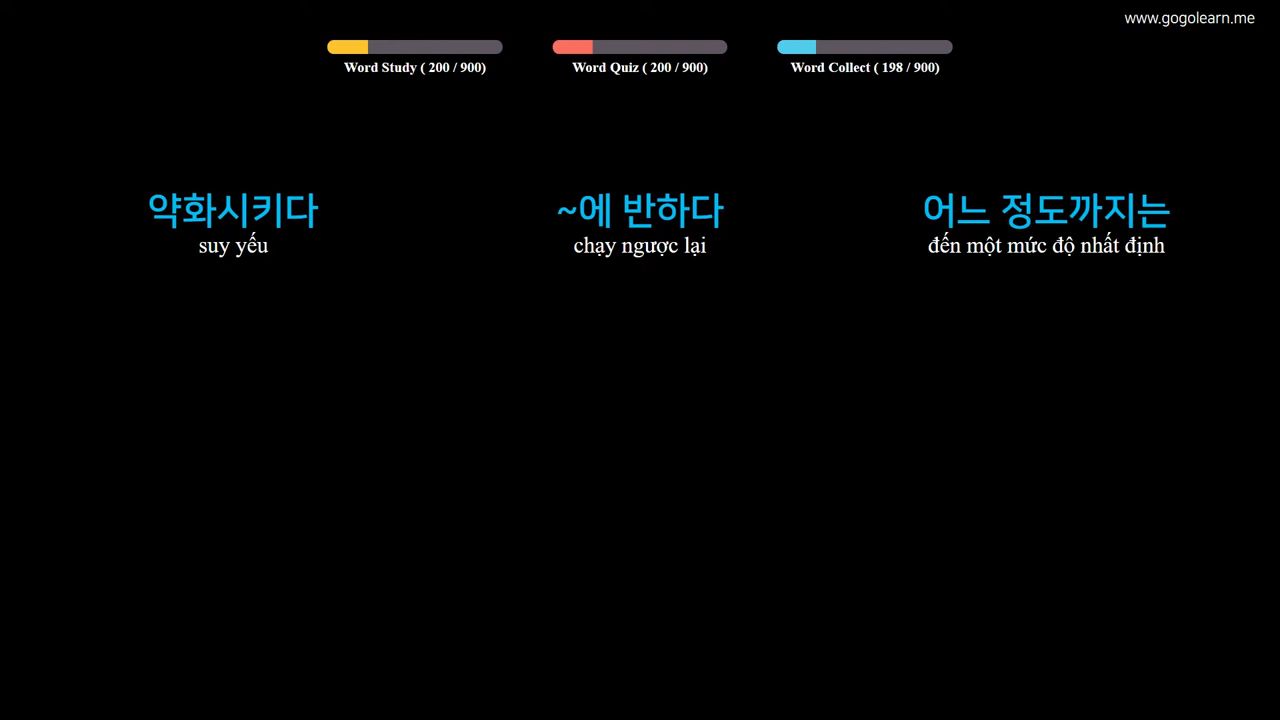 www.gogolearn.me
Word Study ( 200 / 900)
Word Quiz ( 200 / 900)
Word Collect ( 198 / 900)
약화시키다
suy yếu
~에 반하다
chạy ngược lại
어느 정도까지는
đến một mức độ nhất định